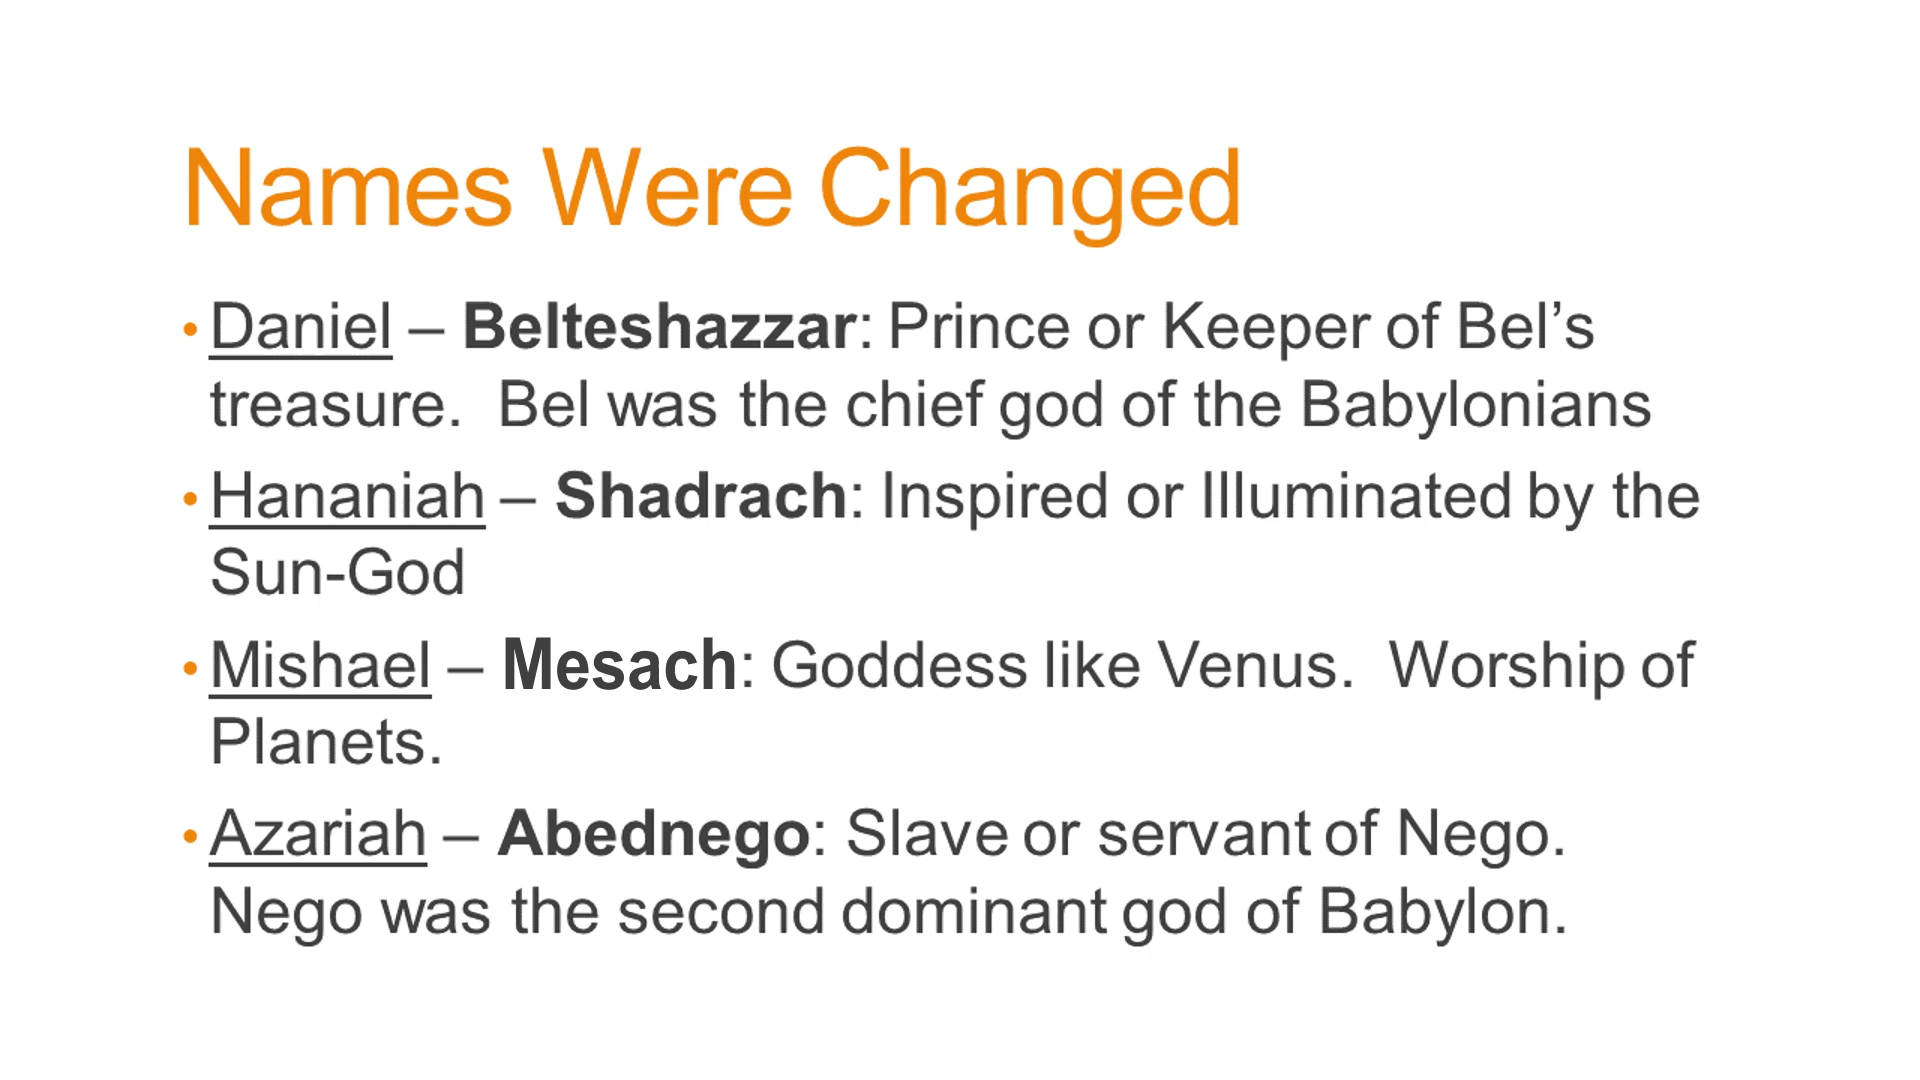 Names Were Changed
• Daniel – Belteshazzar: Prince or Keeper of Bel’s
treasure.  Bel was the chief god of the Babylonians
• Hananiah – Shadrach: Inspired or Illuminated by the
Sun-God
• Mishael – Mesach: Goddess like Venus.  Worship of
Planets.
• Azariah – Abednego: Slave or servant of Nego.
Nego was the second dominant god of Babylon.